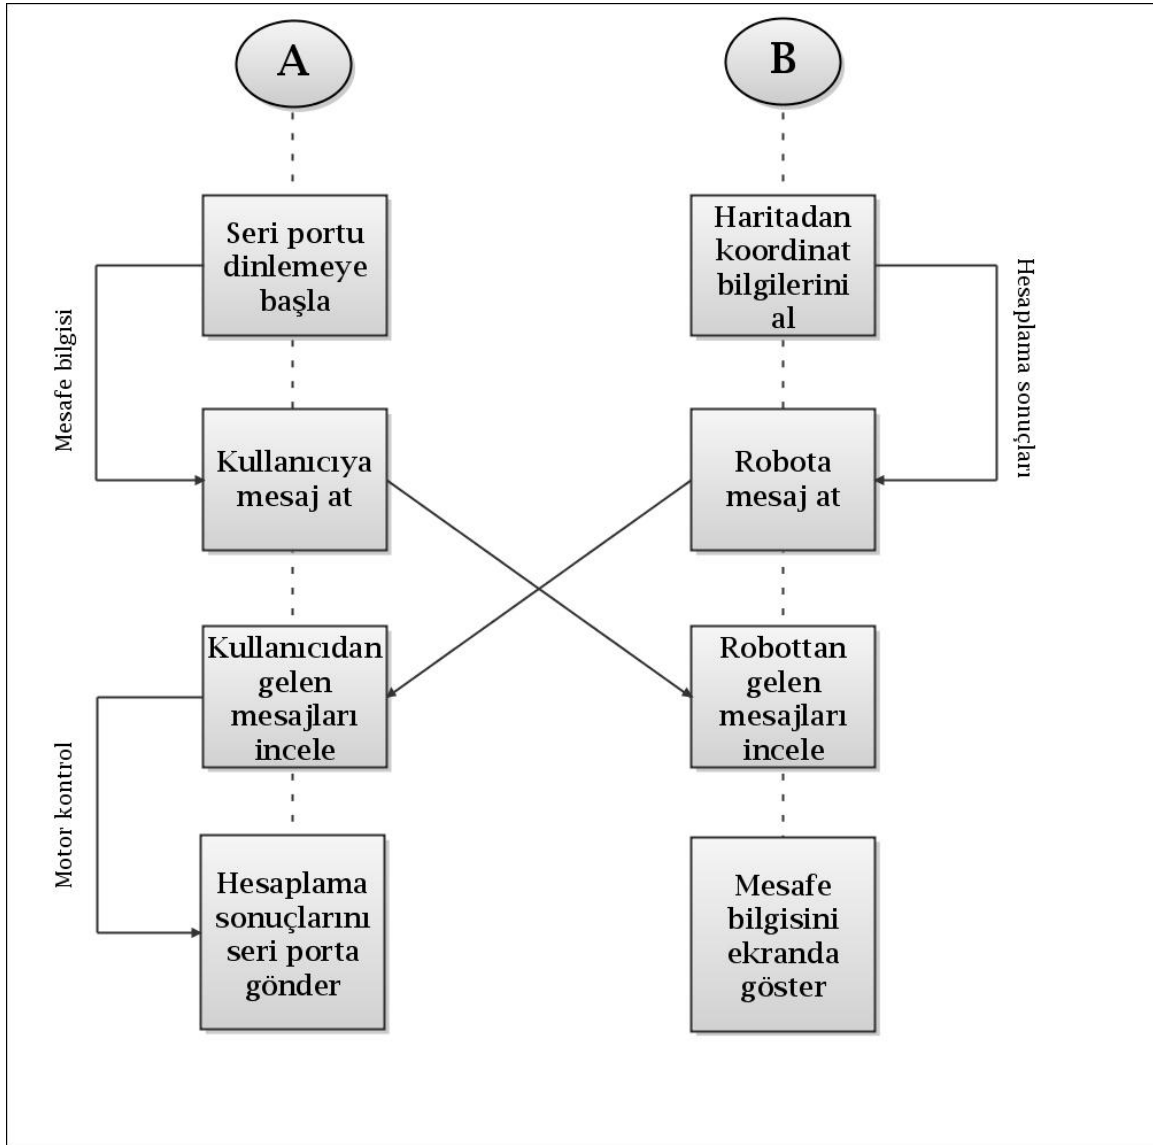 A
Seri portu
dinlemeye
başla
Mesafe bilgisi
Kullanıcıya
mesaj at
Kullanıcıdan
gelen
mesajları
incele
Motor kontrol
Hesaplama
sonuçlarını
seri porta
gönder
B
Haritadan
koordinat
bilgilerini
al
Hesaplama sonuçları
Robota
mesaj at
Robottan
gelen
mesajları
incele
Mesafe
bilgisini
ekranda
göster